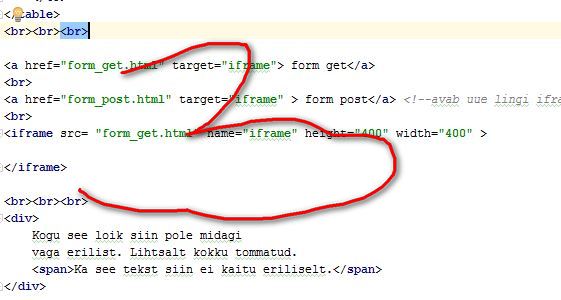 </table>
<br><br><br>
<a href="form_get.html" target="iframe"> form get</a>
<br>
<a href="form_post.html" target="iframe" > form post</a> <!--avab uue lingi ifra
<br>
<iframe src= "form_get.html" name="iframe" height="400" width="400" >
</iframe>
<br><br><br>
<div>
Kogu see loik siin pole midagi
vaga erilist. Lihtsalt kokku tommatud.
<span>Ka see tekst siin ei kaitu eriliselt.</span>
</div>